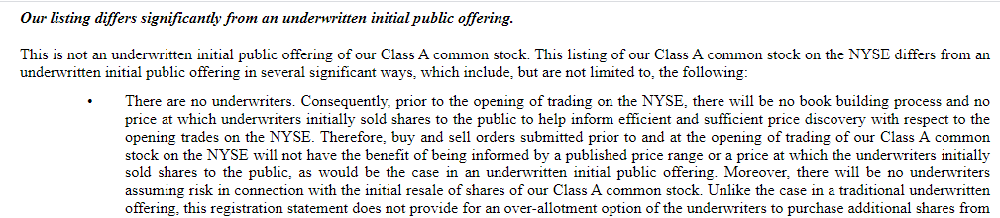 Our listing differs significantly from an underwritten initial public offering.
This is not an underwritten initial public offering of our Class A common stock. This listing of our Class A common stock on the NYSE differs from an
underwritten initial public offering in several significant ways, which include, but are not limited to, the following:
• There are no underwriters. Consequently, prior to the opening of trading on the NYSE, there will be no book building process and no
price at which underwriters initially sold shares to the public to help inform efficient and sufficient price discovery with respect to the
opening trades on the NYSE. Therefore, buy and sell orders submitted prior to and at the opening of trading of our Class A common
stock on the NYSE will not have the benefit of being informed by a published price range or a price at which the underwriters initially
sold shares to the public, as would be the case in an underwritten initial public offering. Moreover, there will be no underwriters
assuming risk in connection with the initial resale of shares of our Class A common stock. Unlike the case in a traditional underwritten
offering, this registration statement does not provide for an over-allotment option of the underwriters to purchase additional shares from